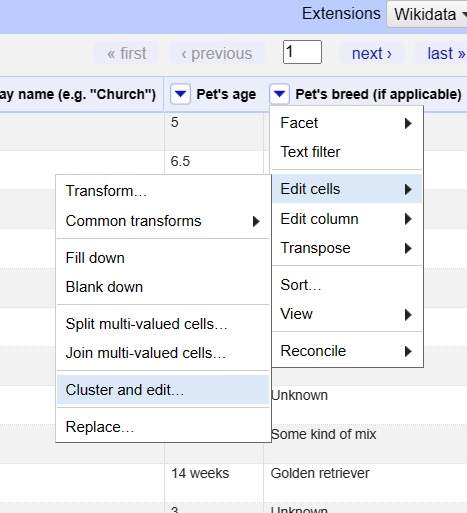 Extensions Wikidata
« first ‹ previous 1 next › last »
ay name (e.g. "Church") Pet's age Pet's breed (if applicable)
5
6.5
Facet
Text filter
Edit cells
Edit column
Transpose
Sort...
View
Reconcile
Transform...
Common transforms
Fill down
Blank down
Split multi-valued cells...
Join multi-valued cells...
Cluster and edit...
Replace...
Unknown
Some kind of mix
14 weeks Golden retriever
3 Unknown